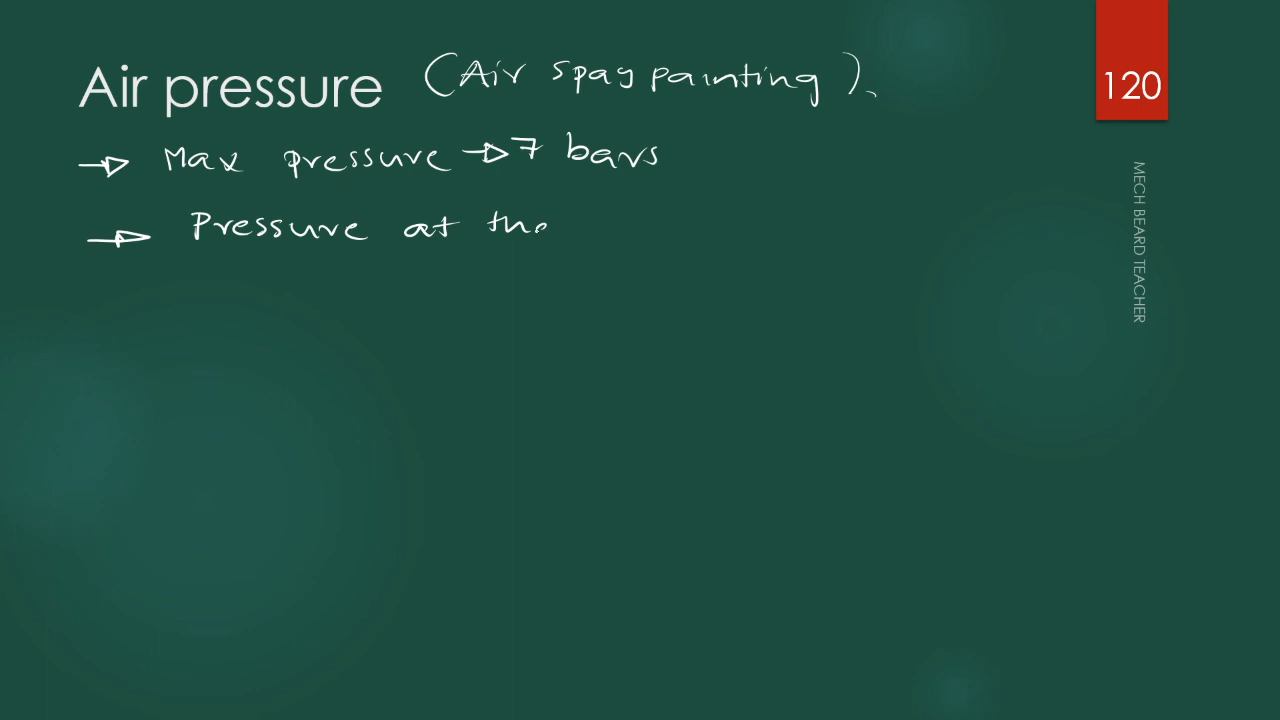 Air pressure (Air spay painting).
120
→ Max pressure → 7 bars
→ Pressure at the
MECH BEARD TEACHER